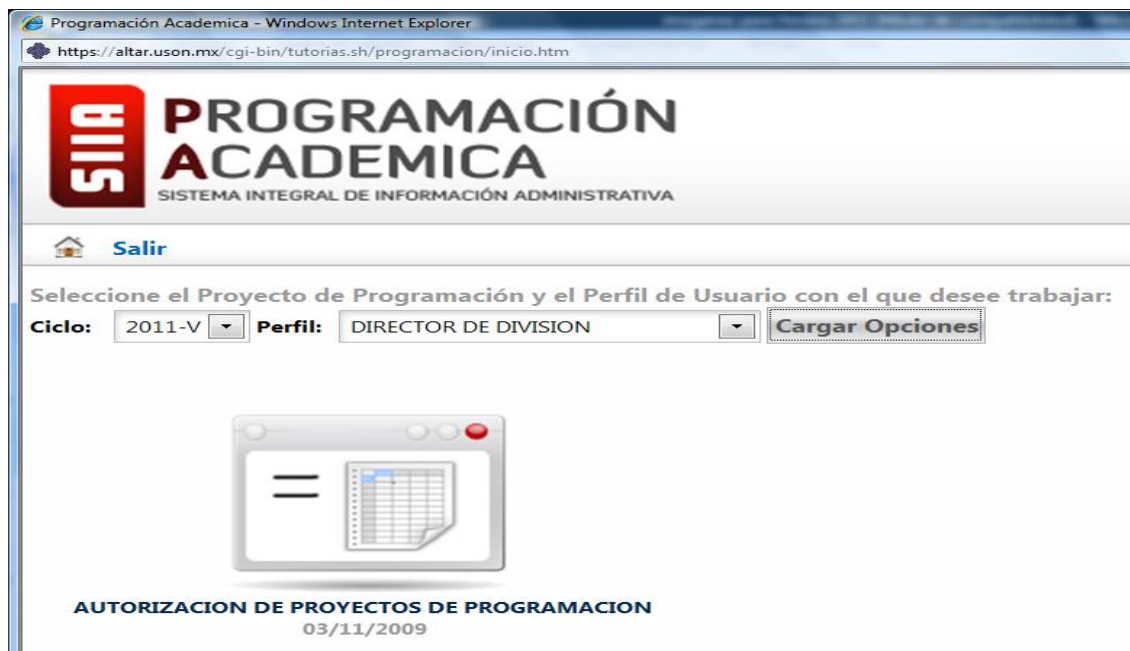 Programación Academica - Windows Internet Explorer
https://altar.uson.mx/cgi-bin/tutorias.sh/programacion/inicio.htm
SIIA
PROGRAMACIÓN
ACADEMICA
SISTEMA INTEGRAL DE INFORMACIÓN ADMINISTRATIVA
Salir
Seleccione el Proyecto de Programación y el Perfil de Usuario con el que desee trabajar:
Ciclo: 2011-V Perfil: DIRECTOR DE DIVISION Cargar Opciones
AUTORIZACION DE PROYECTOS DE PROGRAMACION
03/11/2009